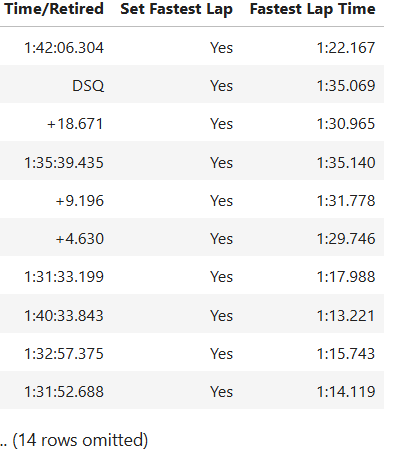 Time/Retired Set Fastest Lap Fastest Lap Time
1:42:06.304 Yes 1:22.167
DSQ Yes 1:35.069
+18.671 Yes 1:30.965
1:35:39.435 Yes 1:35.140
+9.196 Yes 1:31.778
+4.630 Yes 1:29.746
1:31:33.199 Yes 1:17.988
1:40:33.843 Yes 1:13.221
1:32:57.375 Yes 1:15.743
1:31:52.688 Yes 1:14.119
.. (14 rows omitted)